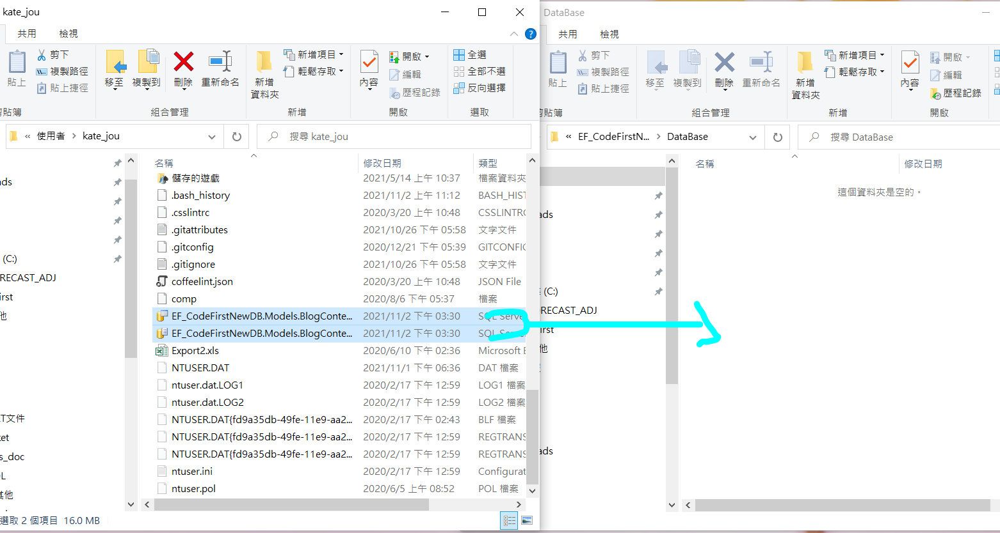 kate_jou
共用 檢視
貼上
剪下
複製路徑
貼上捷徑
移至
複製到
刪除
重新命名
新增
資料夾
新增項目
輕鬆存取
內容
開啟
編輯
歷程記錄
全選
全部不選
反向選擇
剪貼簿 組合管理 新增 開啟 選取
« 使用者 > kate_jou
搜尋 kate_jou
ds
(C:)
RECAST_ADJ
irst
他
T文件
et
s_doc
L
其他
名稱 修改日期 類型
儲存的遊戲 2021/5/14 上午 10:37 檔案資料夾
.bash_history 2021/11/2 上午 11:12 BASH_HIST
.csslintrc 2020/3/20 上午 10:48 CSSLINTRC
.gitattributes 2021/10/26 下午 05:58 文字文件
.gitconfig 2020/12/21 下午 05:39 GITCONFIG
.gitignore 2021/10/26 下午 05:58 文字文件
coffeelint.json 2020/3/20 上午 10:48 JSON File
comp 2020/8/6 下午 05:37 檔案
EF_CodeFirstNewDB.Models.BlogConte... 2021/11/2 下午 03:30 SQL Serve
EF_CodeFirstNewDB.Models.BlogConte... 2021/11/2 下午 03:30 SQL Serve
Export2.xls 2020/6/10 下午 02:36 Microsoft E
NTUSER.DAT 2021/11/1 下午 06:36 DAT 檔案
ntuser.dat.LOG1 2020/2/17 下午 12:59 LOG1 檔案
ntuser.dat.LOG2 2020/2/17 下午 12:59 LOG2 檔案
NTUSER.DAT{fd9a35db-49fe-11e9-aa2... 2020/2/17 下午 02:43 BLF 檔案
NTUSER.DAT{fd9a35db-49fe-11e9-aa2... 2020/2/17 下午 12:59 REGTRANS
NTUSER.DAT{fd9a35db-49fe-11e9-aa2... 2020/2/17 下午 12:59 REGTRANS
ntuser.ini 2020/2/17 下午 12:59 Configurat
ntuser.pol 2020/6/5 上午 08:52 POL 檔案
選取 2 個項目 16.0 MB
DataBase
共用 檢視
貼上
剪下
複製路徑
貼上捷徑
移至
複製到
刪除
重新命名
新增
資料夾
新增項目
輕鬆存取
內容
開啟
編輯
歷程記錄
剪貼簿 組合管理 新增 開啟
« EF_CodeFirstN... > DataBase
搜尋 DataBase
名稱 修改日期
這個資料夾是空的。
ads
(C:)
RECAST_ADJ
irst
他
ads